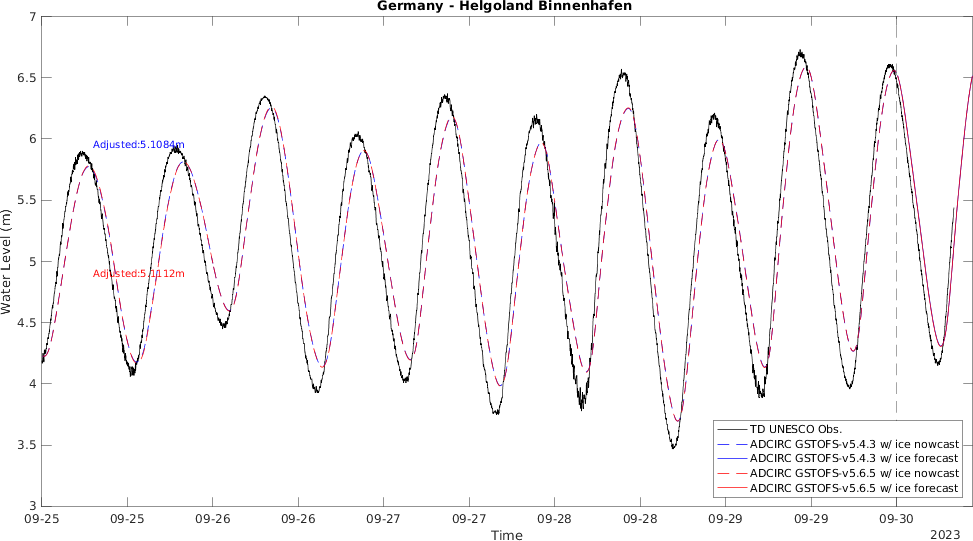 Germany - Helgoland Binnenhafen
7
6.5
6
5.5
5
4.5
4
3.5
3
Water Level (m)
Adjusted:5.1084m
Adjusted:5.1112m
TD UNESCO Obs.
ADCIRC GSTOFS-v5.4.3 w/ ice nowcast
ADCIRC GSTOFS-v5.4.3 w/ ice forecast
ADCIRC GSTOFS-v5.6.5 w/ ice nowcast
ADCIRC GSTOFS-v5.6.5 w/ ice forecast
09-25 09-25 09-26 09-26 09-27 09-27 09-28 09-28 09-29 09-29 09-30
Time
2023